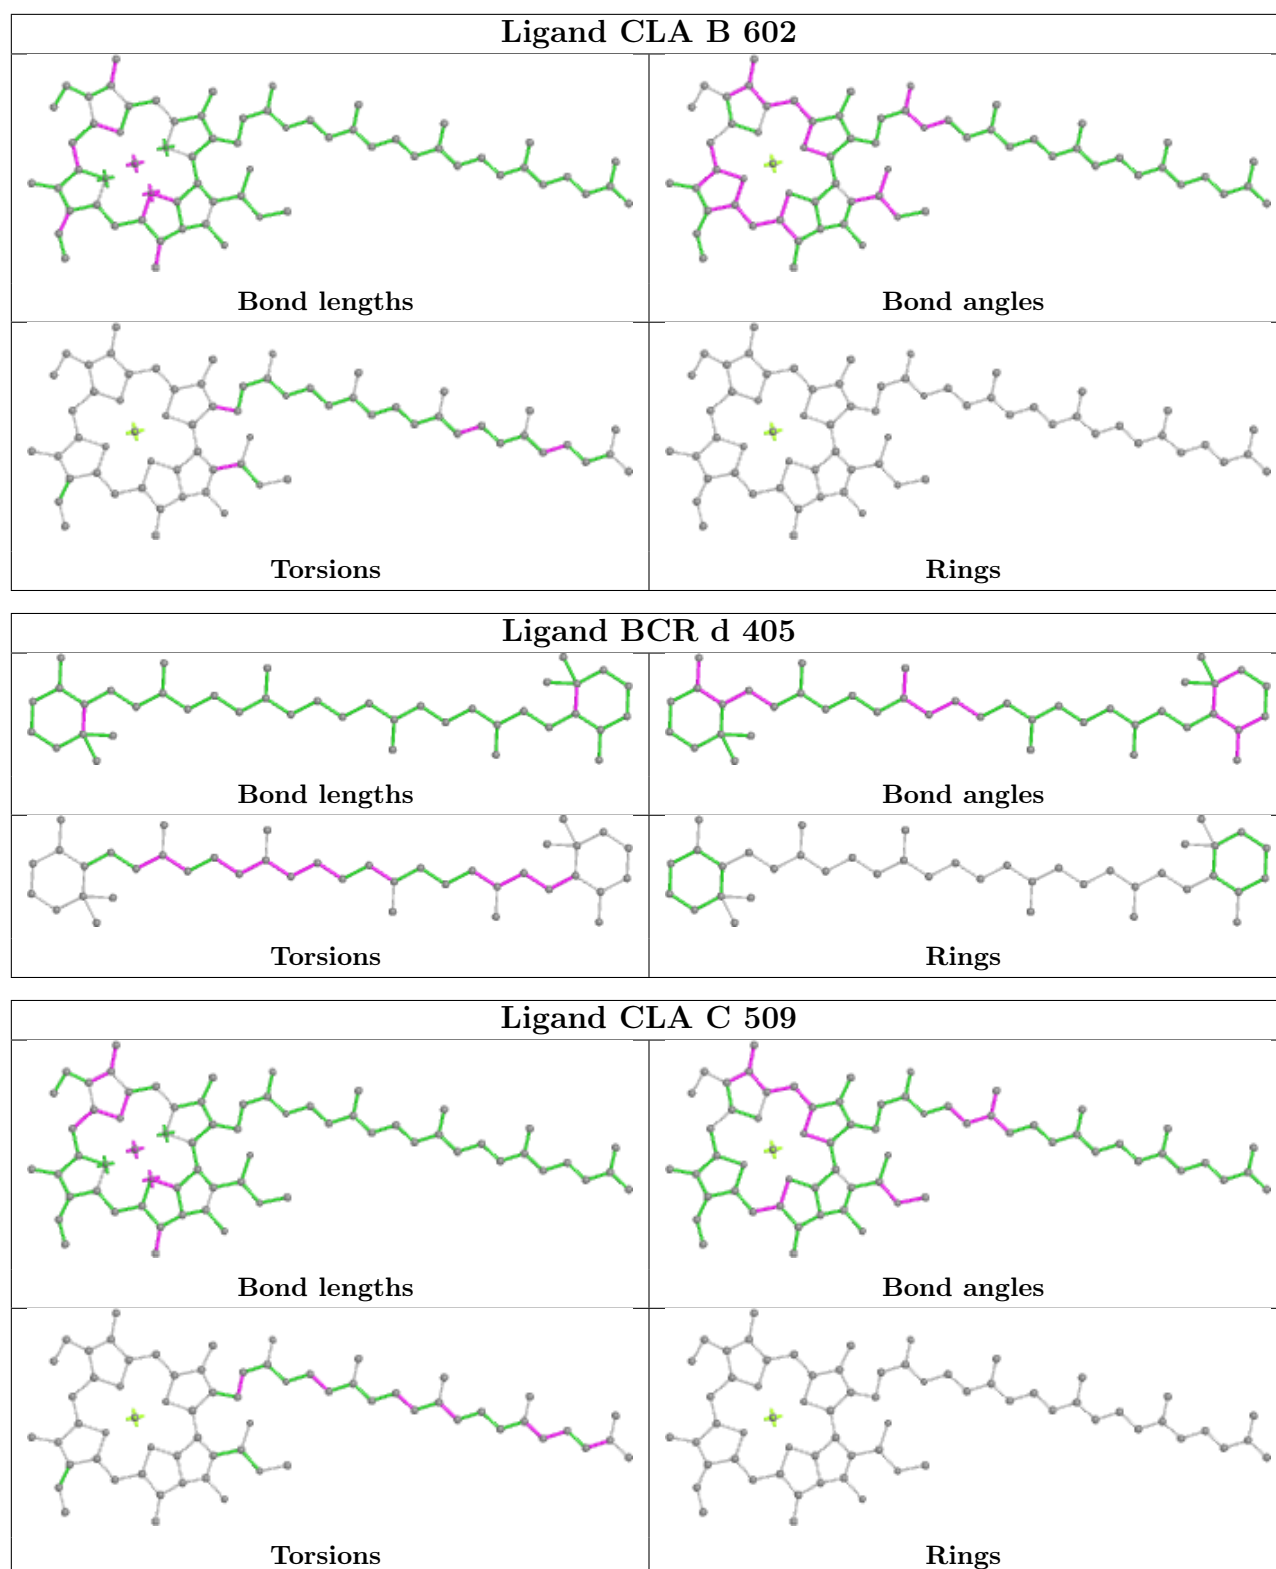 Ligand CLA B 602
Bond lengths
Bond angles
Torsions
Rings
Ligand BCR d 405
Bond lengths
Bond angles
Torsions
Rings
Ligand CLA C 509
Bond lengths
Bond angles
Torsions
Rings